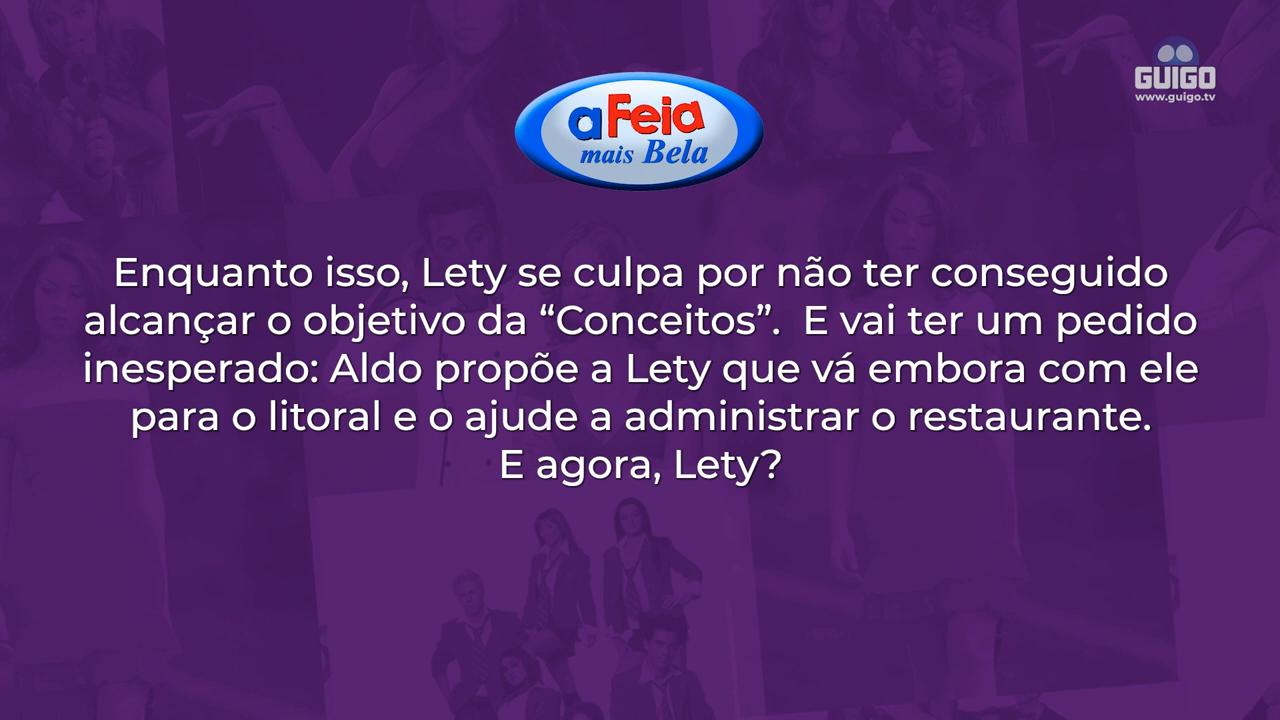 GUIGO
www.guigo.tv
a Feia
mais Bela
Enquanto isso, Lety se culpa por não ter conseguido
alcançar o objetivo da “Conceitos”.  E vai ter um pedido
inesperado: Aldo propõe a Lety que vá embora com ele
para o litoral e o ajude a administrar o restaurante.
E agora, Lety?